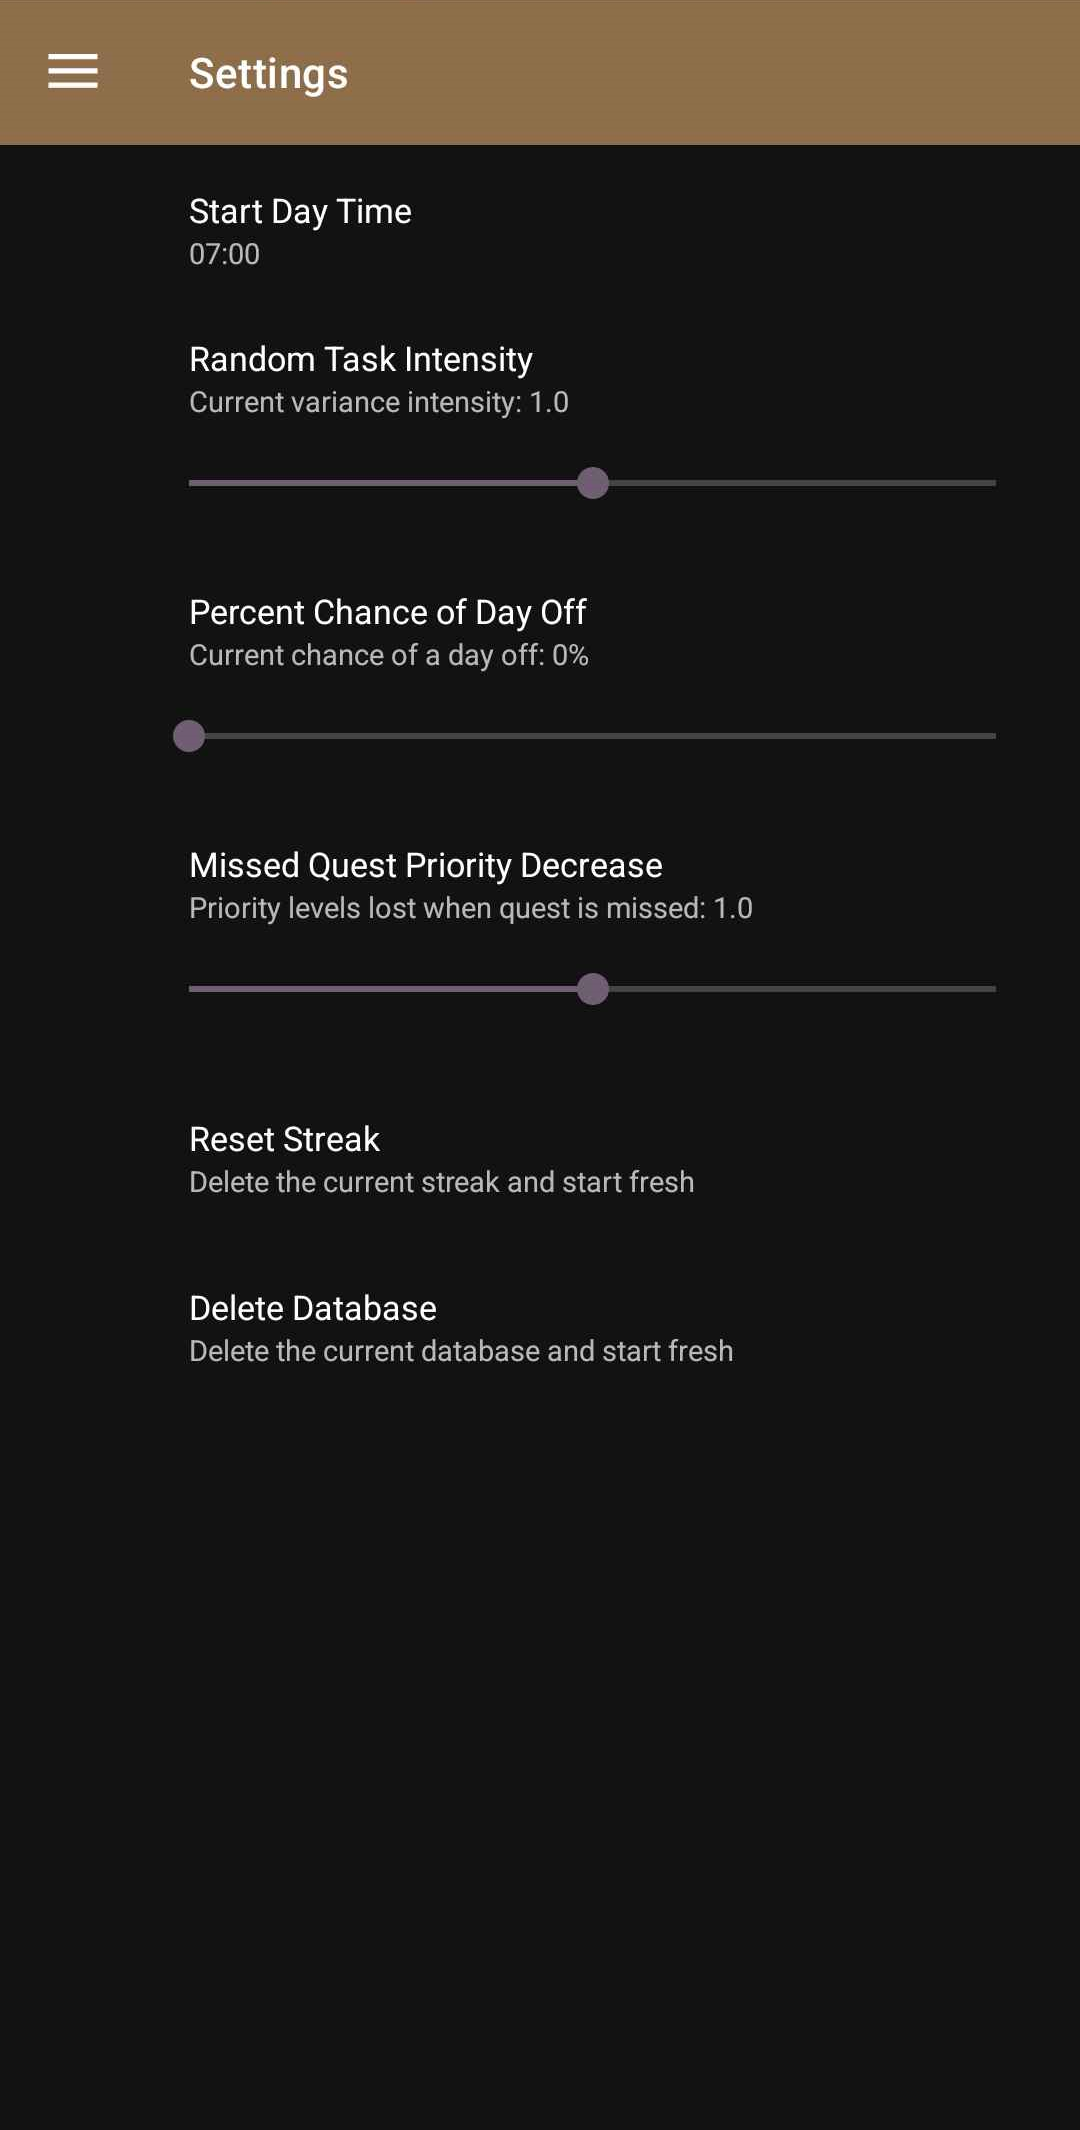 Settings
Start Day Time
07:00
Random Task Intensity
Current variance intensity: 1.0
Percent Chance of Day Off
Current chance of a day off: 0%
Missed Quest Priority Decrease
Priority levels lost when quest is missed: 1.0
Reset Streak
Delete the current streak and start fresh
Delete Database
Delete the current database and start fresh